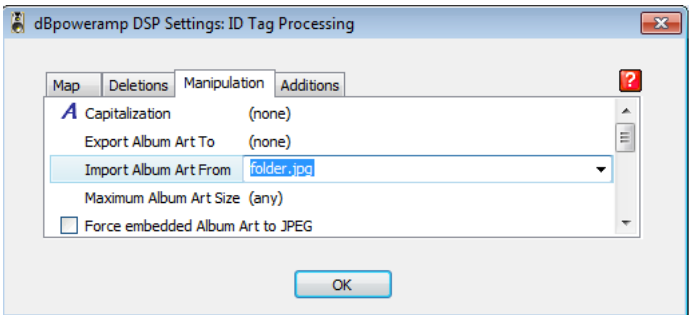 dBpoweramp DSP Settings: ID Tag Processing
Map Deletions Manipulation Additions ?
A Capitalization (none)
Export Album Art To (none)
Import Album Art From folder.jpg
Maximum Album Art Size (any)
Force embedded Album Art to JPEG
OK